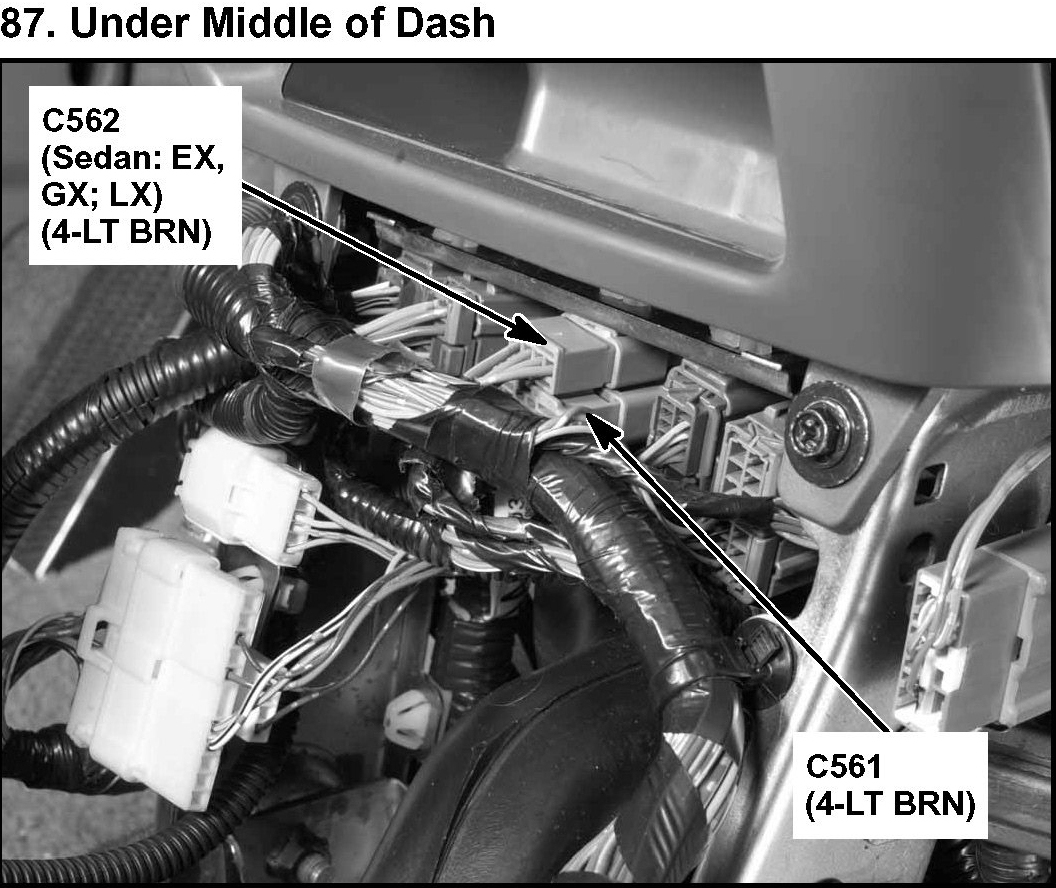 87. Under Middle of Dash
C562
(Sedan: EX,
GX; LX)
(4-LT BRN)
C561
(4-LT BRN)